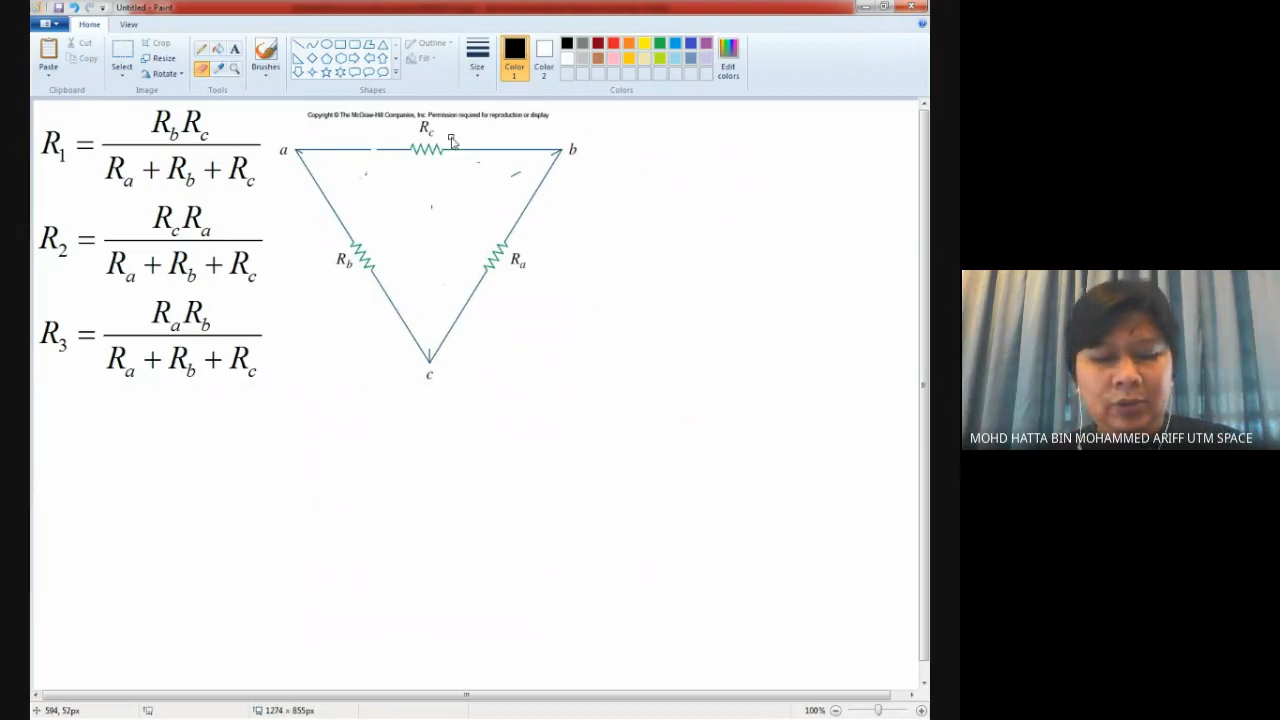 Untitled - Paint
Home View
Paste
Cut
Copy
Clipboard
Select
Crop
Resize
Rotate
Image
A
Tools
Brushes
Outline
Fill
Shapes
Size
Color 1
Color 2
Edit colors
Colors
Copyright © The McGraw-Hill Companies, Inc. Permission required for reproduction or display
R1 = RbRc / Ra + Rb + Rc
R2 = RcRa / Ra + Rb + Rc
R3 = RaRb / Ra + Rb + Rc
Rc
a
b
Rb
Ra
c
MOHD HATTA BIN MOHAMMED ARIFF UTM SPACE
594, 52px
1274 × 855px
100%